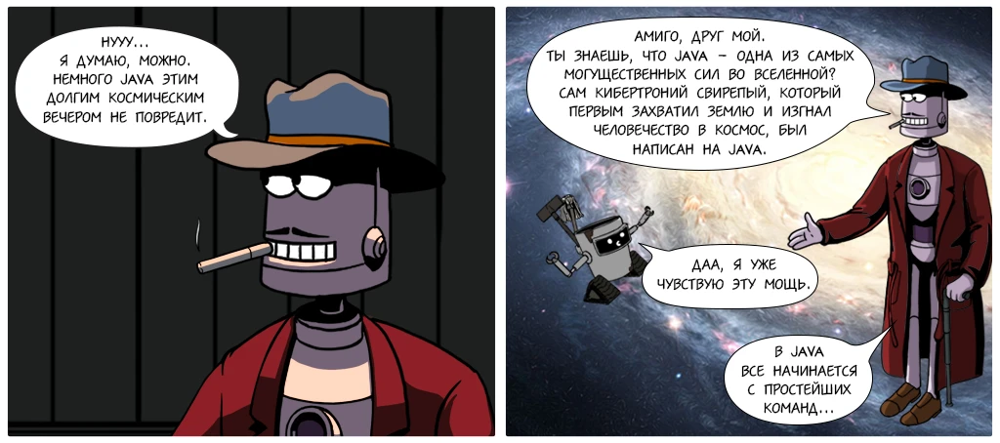 НУУУ...
Я ДУМАЮ, МОЖНО.
НЕМНОГО JAVA ЭТИМ
ДОЛГИМ КОСМИЧЕСКИМ
ВЕЧЕРОМ НЕ ПОВРЕДИТ.
АМИГО, ДРУГ МОЙ.
ТЫ ЗНАЕШЬ, ЧТО JAVA – ОДНА ИЗ САМЫХ
МОГУЩЕСТВЕННЫХ СИЛ ВО ВСЕЛЕННОЙ?
САМ КИБЕРТРОНИЙ СВИРЕПЫЙ, КОТОРЫЙ
ПЕРВЫМ ЗАХВАТИЛ ЗЕМЛЮ И ИЗГНАЛ
ЧЕЛОВЕЧЕСТВО В КОСМОС, БЫЛ
НАПИСАН НА JAVA.
ДАА, Я УЖЕ
ЧУВСТВУЮ ЭТУ МОЩЬ.
В JAVA
ВСЕ НАЧИНАЕТСЯ
С ПРОСТЕЙШИХ
КОМАНД...